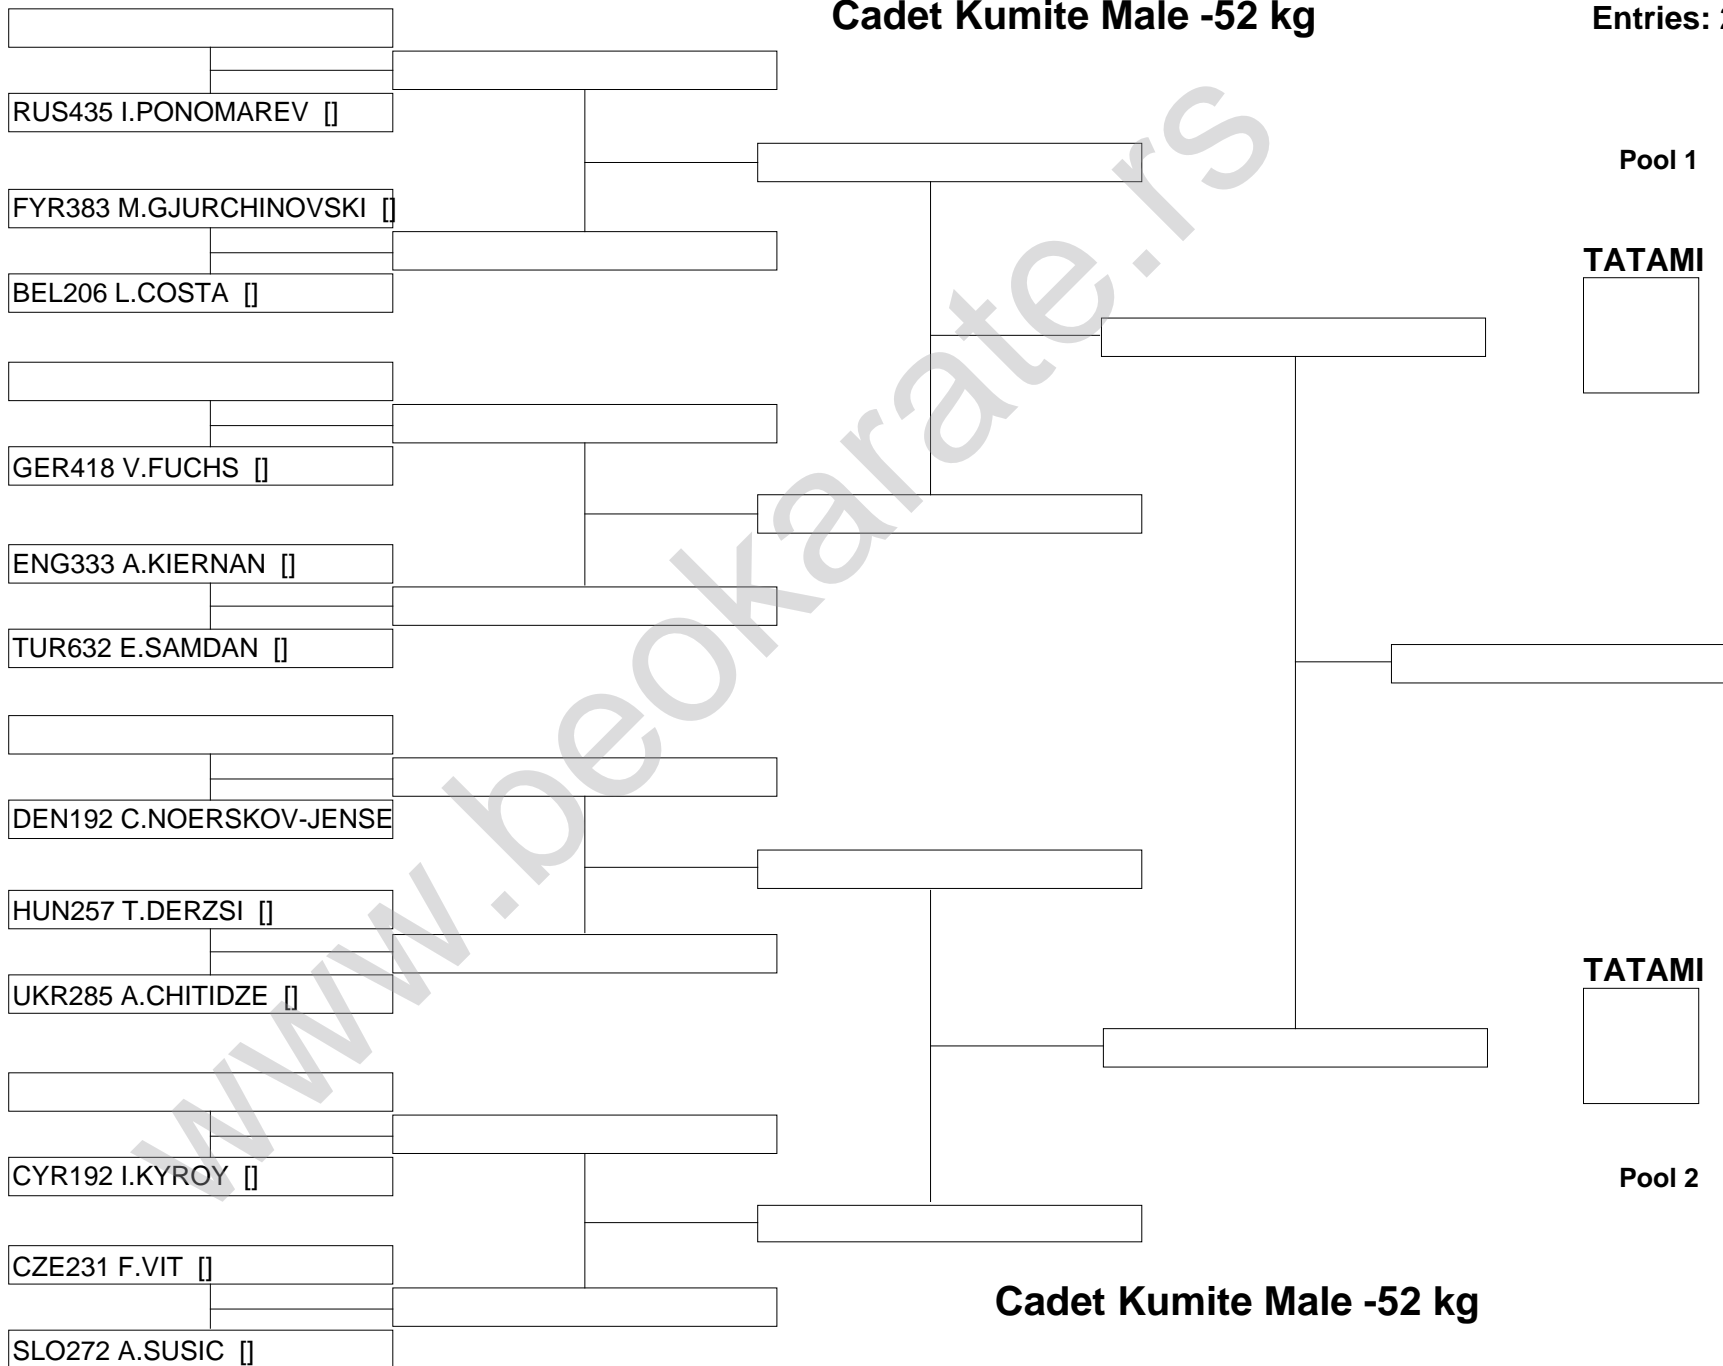 Cadet Kumite Male -52 kg
Entries: 2
RUS435 I.PONOMAREV []
Pool 1
FYR383 M.GJURCHINOVSKI []
TATAMI
BEL206 L.COSTA []
GER418 V.FUCHS []
ENG333 A.KIERNAN []
TUR632 E.SAMDAN []
DEN192 C.NOERSKOV-JENSE
HUN257 T.DERZSI []
TATAMI
UKR285 A.CHITIDZE []
CYR192 I.KYROY []
Pool 2
CZE231 F.VIT []
Cadet Kumite Male -52 kg
SLO272 A.SUSIC []
www.beokarate.rs